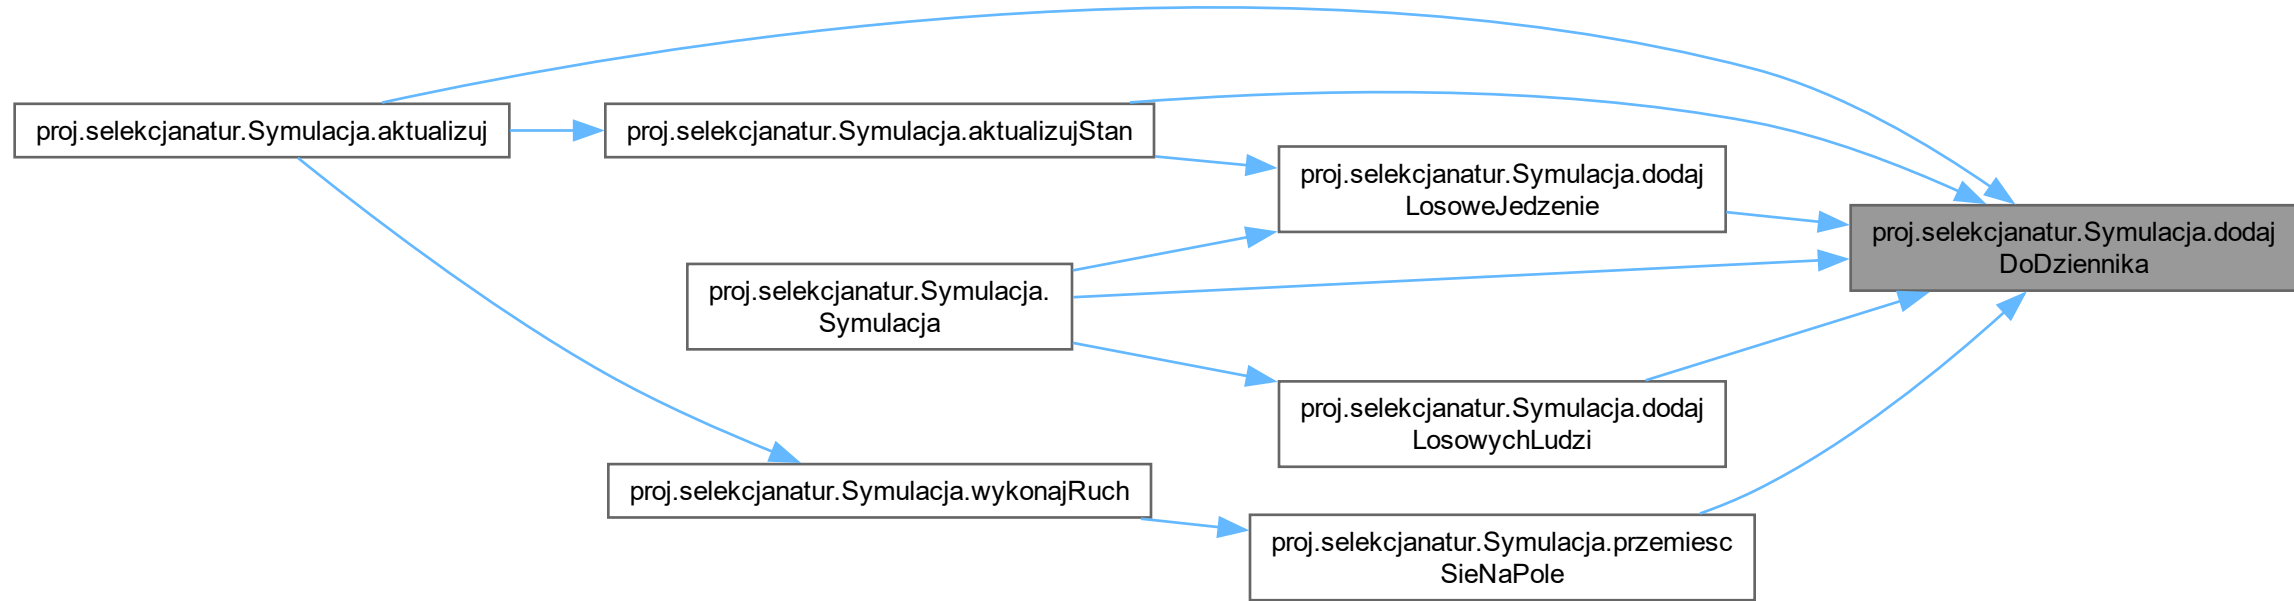 proj.selekcjanatur.Symulacja.aktualizuj
proj.selekcjanatur.Symulacja.aktualizujStan
proj.selekcjanatur.Symulacja.dodaj
LosoweJedzenie
proj.selekcjanatur.Symulacja.dodaj
DoDziennika
proj.selekcjanatur.Symulacja.
Symulacja
proj.selekcjanatur.Symulacja.dodaj
LosowychLudzi
proj.selekcjanatur.Symulacja.wykonajRuch
proj.selekcjanatur.Symulacja.przemiesc
SieNaPole